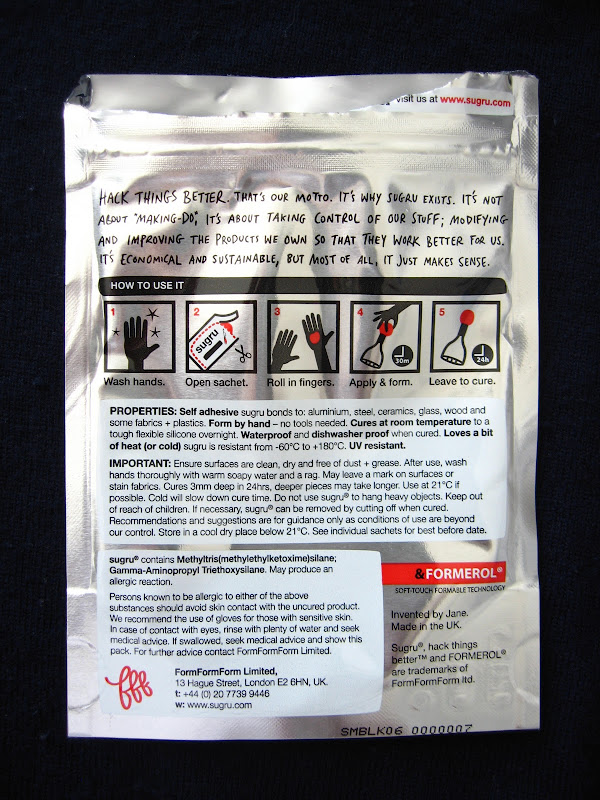 visit us at www.sugru.com
HACK THINGS BETTER. THAT'S OUR MOTTO. IT'S WHY SUGRU EXISTS. IT'S NOT
ABOUT "MAKING-DO", IT'S ABOUT TAKING CONTROL OF OUR STUFF; MODIFYING
AND IMPROVING THE PRODUCTS WE OWN SO THAT THEY WORK BETTER FOR US.
IT'S ECONOMICAL AND SUSTAINABLE, BUT MOST OF ALL, IT JUST MAKES SENSE.
HOW TO USE IT
1 2 3 4 5
sugru 30m 24h
Wash hands. Open sachet. Roll in fingers. Apply & form. Leave to cure.
PROPERTIES: Self adhesive sugru bonds to: aluminium, steel, ceramics, glass, wood and
some fabrics + plastics. Form by hand – no tools needed. Cures at room temperature to a
tough flexible silicone overnight. Waterproof and dishwasher proof when cured. Loves a bit
of heat (or cold) sugru is resistant from -60°C to +180°C. UV resistant.
IMPORTANT: Ensure surfaces are clean, dry and free of dust + grease. After use, wash
hands thoroughly with warm soapy water and a rag. May leave a mark on surfaces or
stain fabrics. Cures 3mm deep in 24hrs, deeper pieces may take longer. Use at 21°C if
possible. Cold will slow down cure time. Do not use sugru® to hang heavy objects. Keep out
of reach of children. If necessary, sugru® can be removed by cutting off when cured.
Recommendations and suggestions are for guidance only as conditions of use are beyond
our control. Store in a cool dry place below 21°C. See individual sachets for best before date.
sugru® contains Methyltris(methylethylketoxime)silane;
Gamma-Aminopropyl Triethoxysilane. May produce an
allergic reaction.
Persons known to be allergic to either of the above
substances should avoid skin contact with the uncured product.
We recommend the use of gloves for those with sensitive skin.
In case of contact with eyes, rinse with plenty of water and seek
medical advice. If swallowed, seek medical advice and show this
pack. For further advice contact FormFormForm Limited.
fff
FormFormForm Limited,
13 Hague Street, London E2 6HN, UK.
t: +44 (0) 20 7739 9446
w: www.sugru.com
&FORMEROL®
SOFT-TOUCH FORMABLE TECHNOLOGY
Invented by Jane.
Made in the UK.
Sugru®, hack things
better™ and FORMEROL®
are trademarks of
FormFormForm ltd.
SMBLK06 0000007